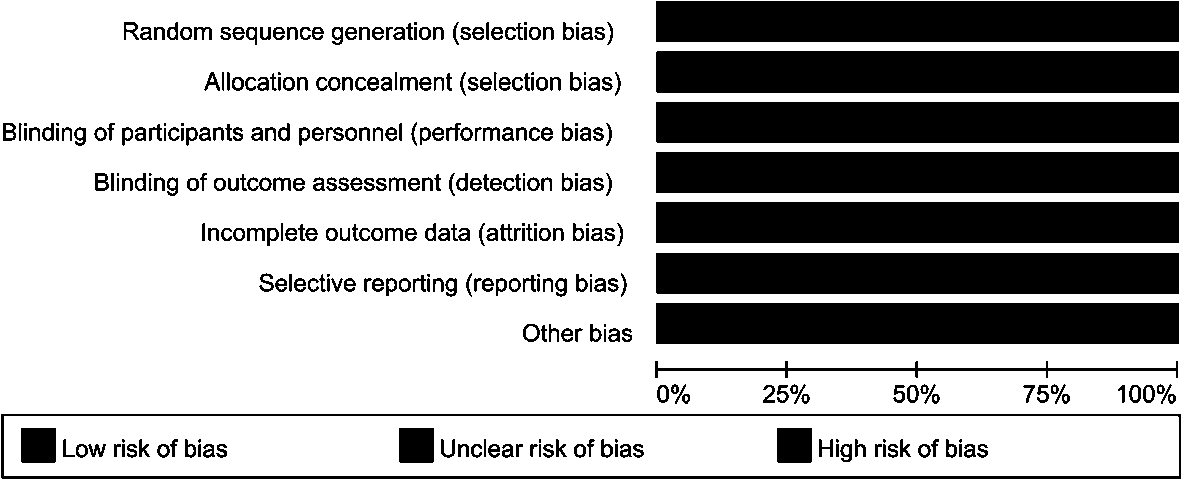 Random sequence generation (selection bias)
Allocation concealment (selection bias)
Blinding of participants and personnel (performance bias)
Blinding of outcome assessment (detection bias)
Incomplete outcome data (attrition bias)
Selective reporting (reporting bias)
Other bias
0% 25% 50% 75% 100%
Low risk of bias Unclear risk of bias High risk of bias